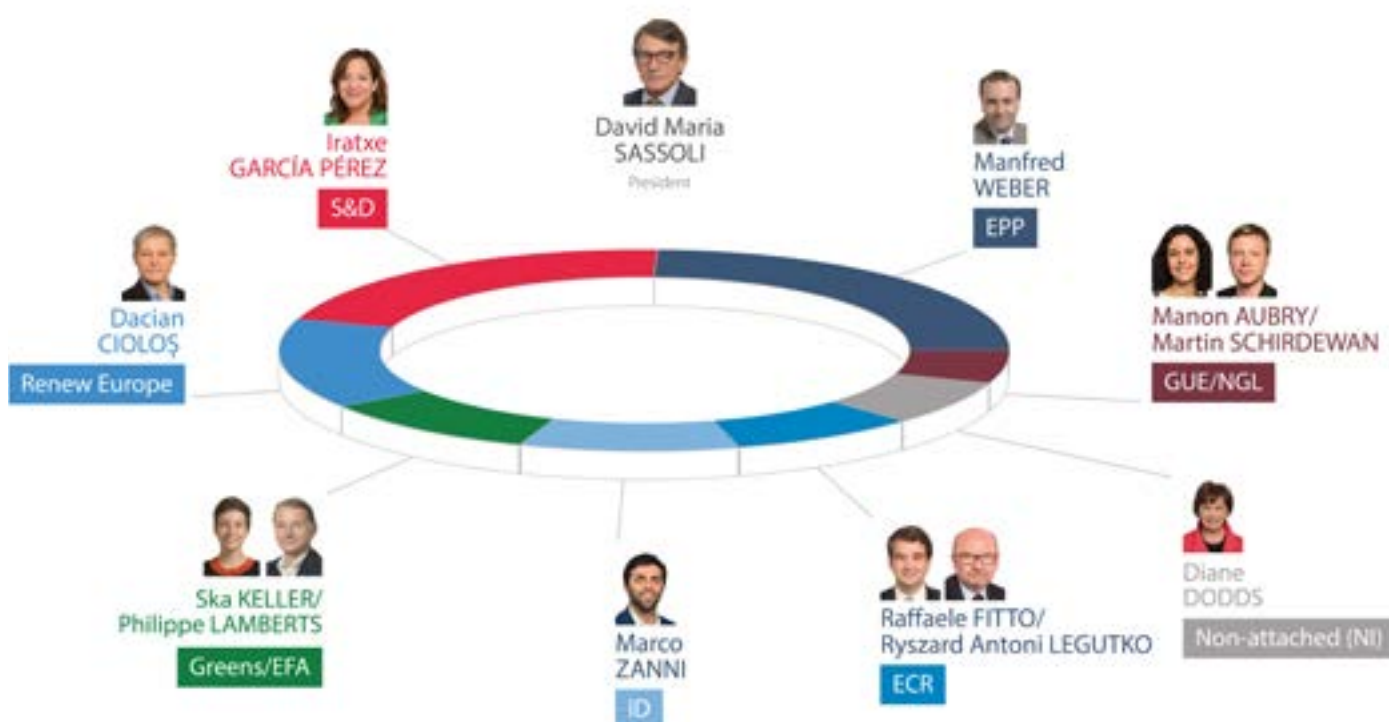 David Maria
SASSOLI
President
Iratxe
GARCÍA PÉREZ
S&D
Manfred
WEBER
EPP
Dacian
CIOLOŞ
Renew Europe
Manon AUBRY/
Martin SCHIRDEWAN
GUE/NGL
Ska KELLER/
Philippe LAMBERTS
Greens/EFA
Marco
ZANNI
ID
Raffaele FITTO/
Ryszard Antoni LEGUTKO
ECR
Diane
DODDS
Non-attached (NI)